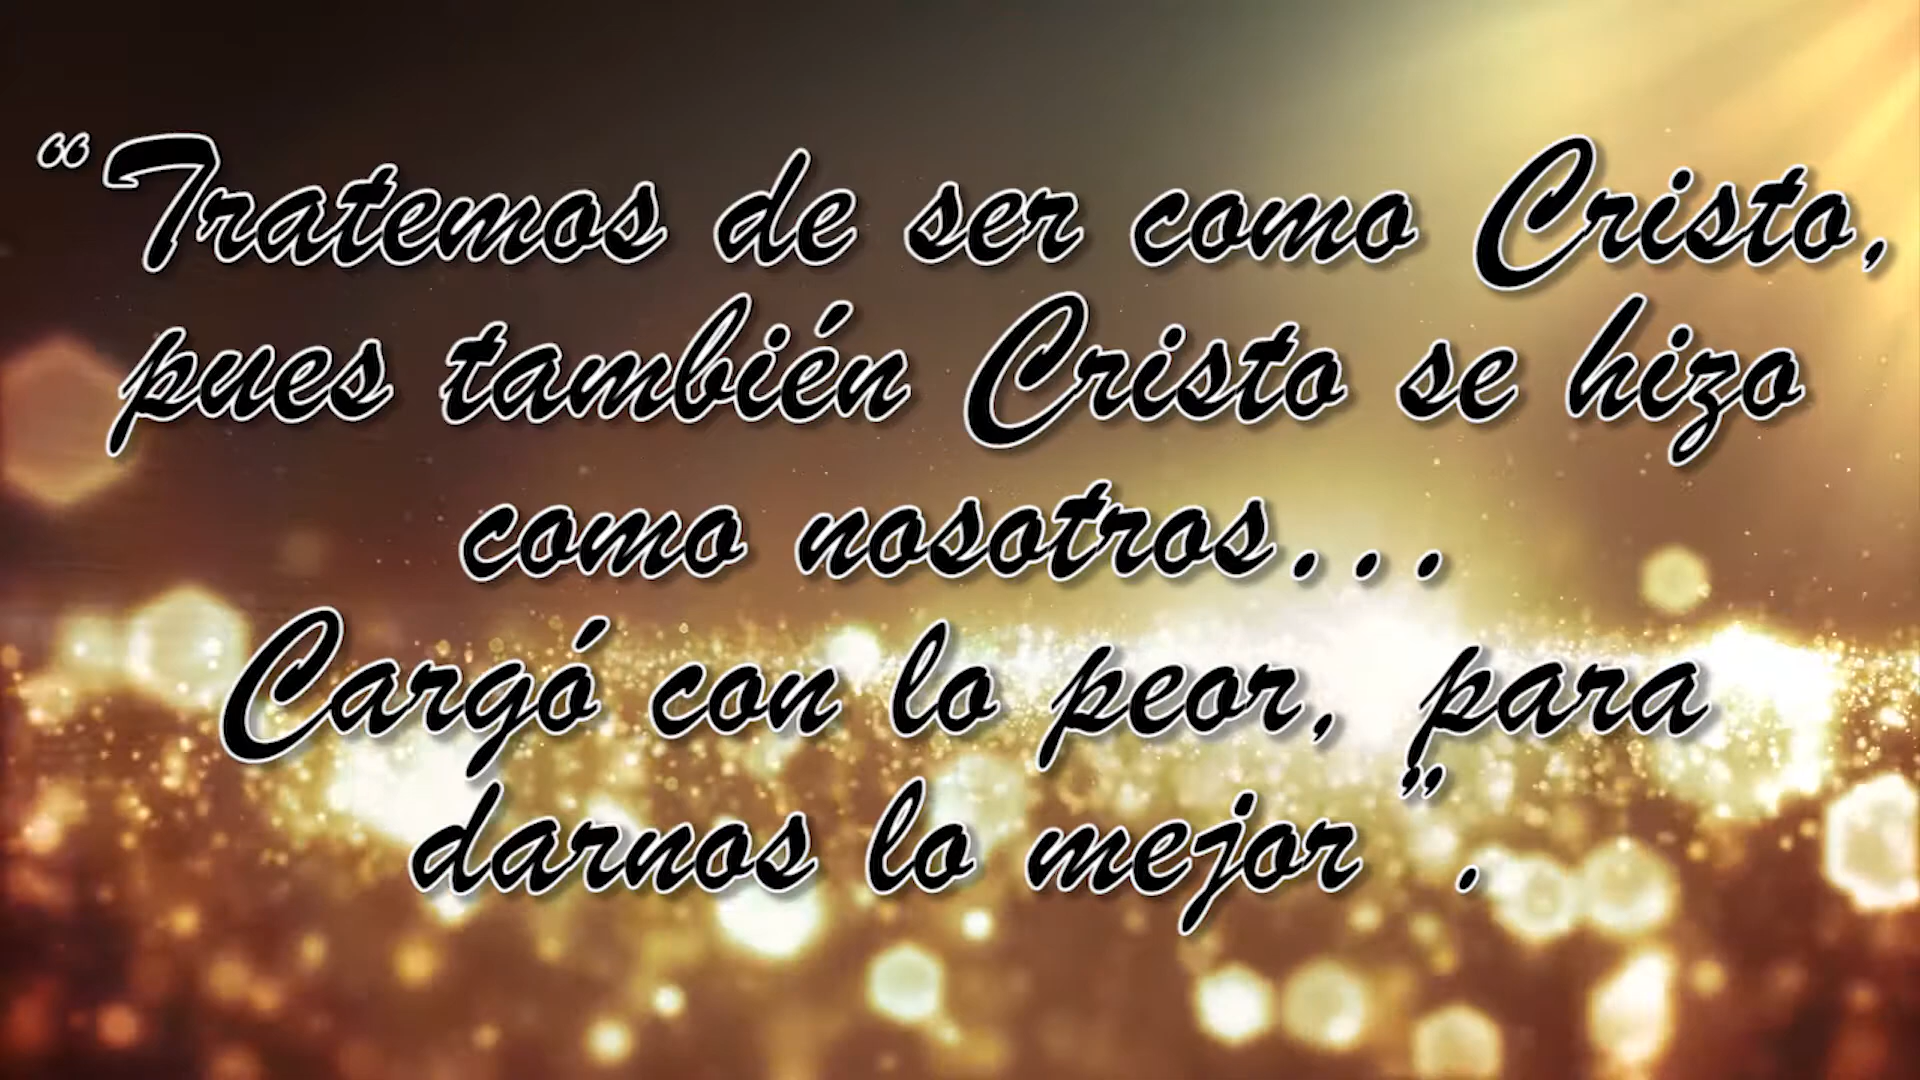 “Tratemos de ser como Cristo,
pues también Cristo se hizo
como nosotros...
Cargó con lo peor, para
darnos lo mejor ”.